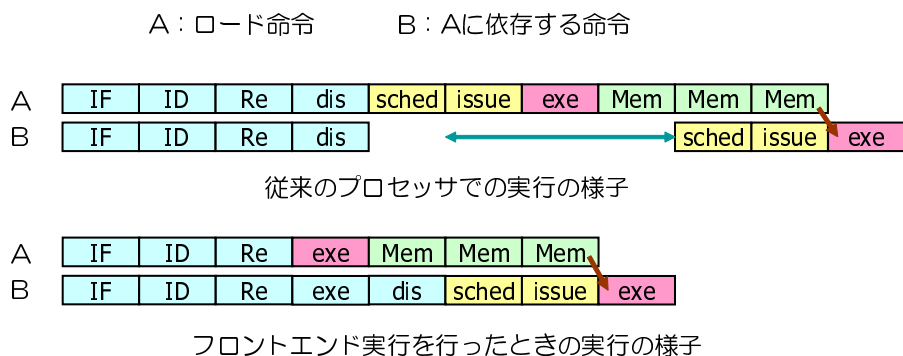 A：ロード命令 B：Aに依存する命令
A IF ID Re dis sched issue exe Mem Mem Mem
B IF ID Re dis sched issue exe
従来のプロセッサでの実行の様子
A IF ID Re exe Mem Mem Mem
B IF ID Re exe dis sched issue exe
フロントエンド実行を行ったときの実行の様子